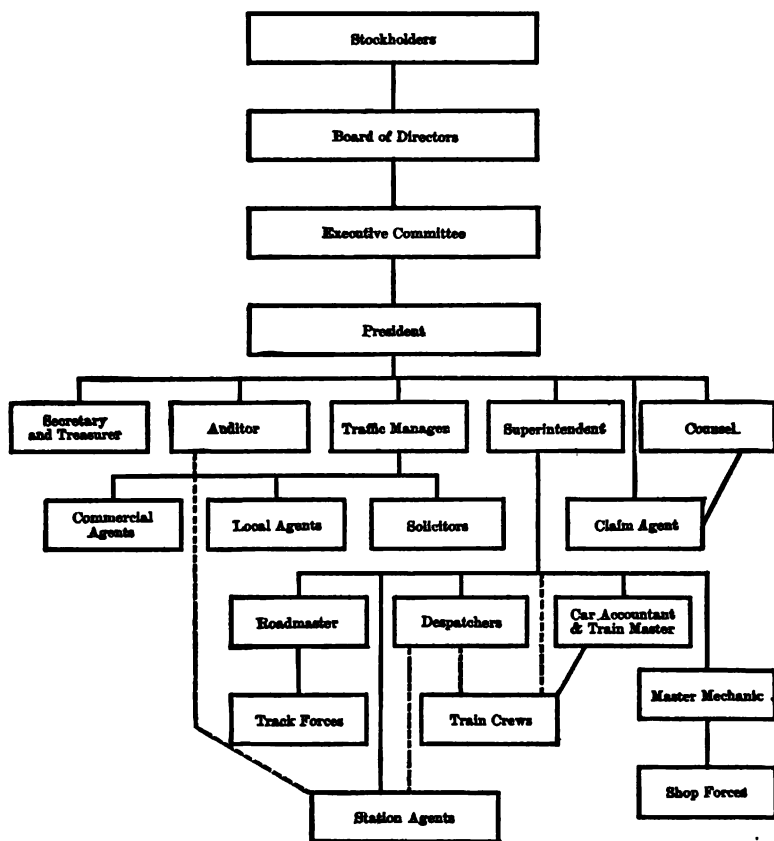 Stockholders
Board of Directors
Executive Committee
President
Secretary
and Treasurer
Auditor
Traffic Manager
Superintendent
Counsel
Commercial
Agents
Local Agents
Solicitors
Claim Agent
Roadmaster
Despatchers
Car Accountant
& Train Master
Master Mechanic
Track Forces
Train Crews
Shop Forces
Station Agents